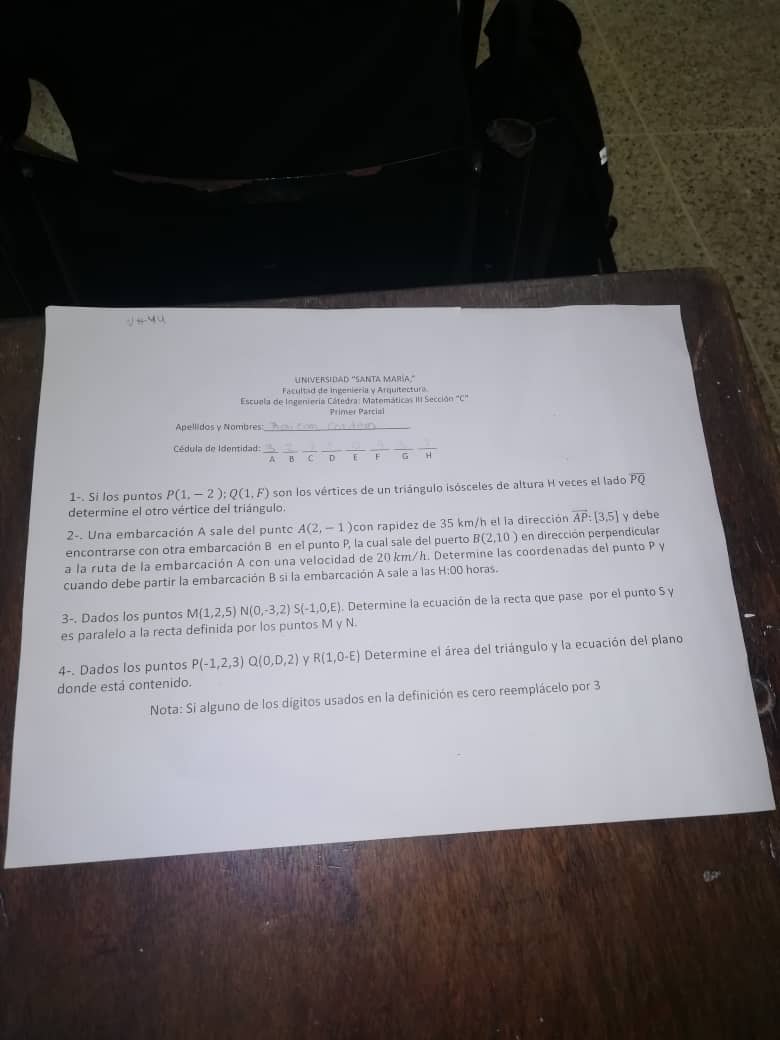 UNIVERSIDAD "SANTA MARÍA,"
Facultad de Ingeniería y Arquitectura.
Escuela de Ingeniería Cátedra: Matemáticas III Sección "C"
Primer Parcial
Apellidos y Nombres:
Cédula de Identidad:
A B C D E F G H
1-. Si los puntos P(1, − 2 ); Q(1, F) son los vértices de un triángulo isósceles de altura H veces el lado PQ
determine el otro vértice del triángulo.
2-. Una embarcación A sale del punto A(2, − 1 )con rapidez de 35 km/h el la dirección AP: [3,5] y debe
encontrarse con otra embarcación B en el punto P, la cual sale del puerto B(2,10 ) en dirección perpendicular
a la ruta de la embarcación A con una velocidad de 20 km/h. Determine las coordenadas del punto P y
cuando debe partir la embarcación B si la embarcación A sale a las H:00 horas.
3-. Dados los puntos M(1,2,5) N(0,-3,2) S(-1,0,E). Determine la ecuación de la recta que pase por el punto S y
es paralelo a la recta definida por los puntos M y N.
4-. Dados los puntos P(-1,2,3) Q(0,D,2) y R(1,0-E) Determine el área del triángulo y la ecuación del plano
donde está contenido.
Nota: Si alguno de los dígitos usados en la definición es cero reemplácelo por 3